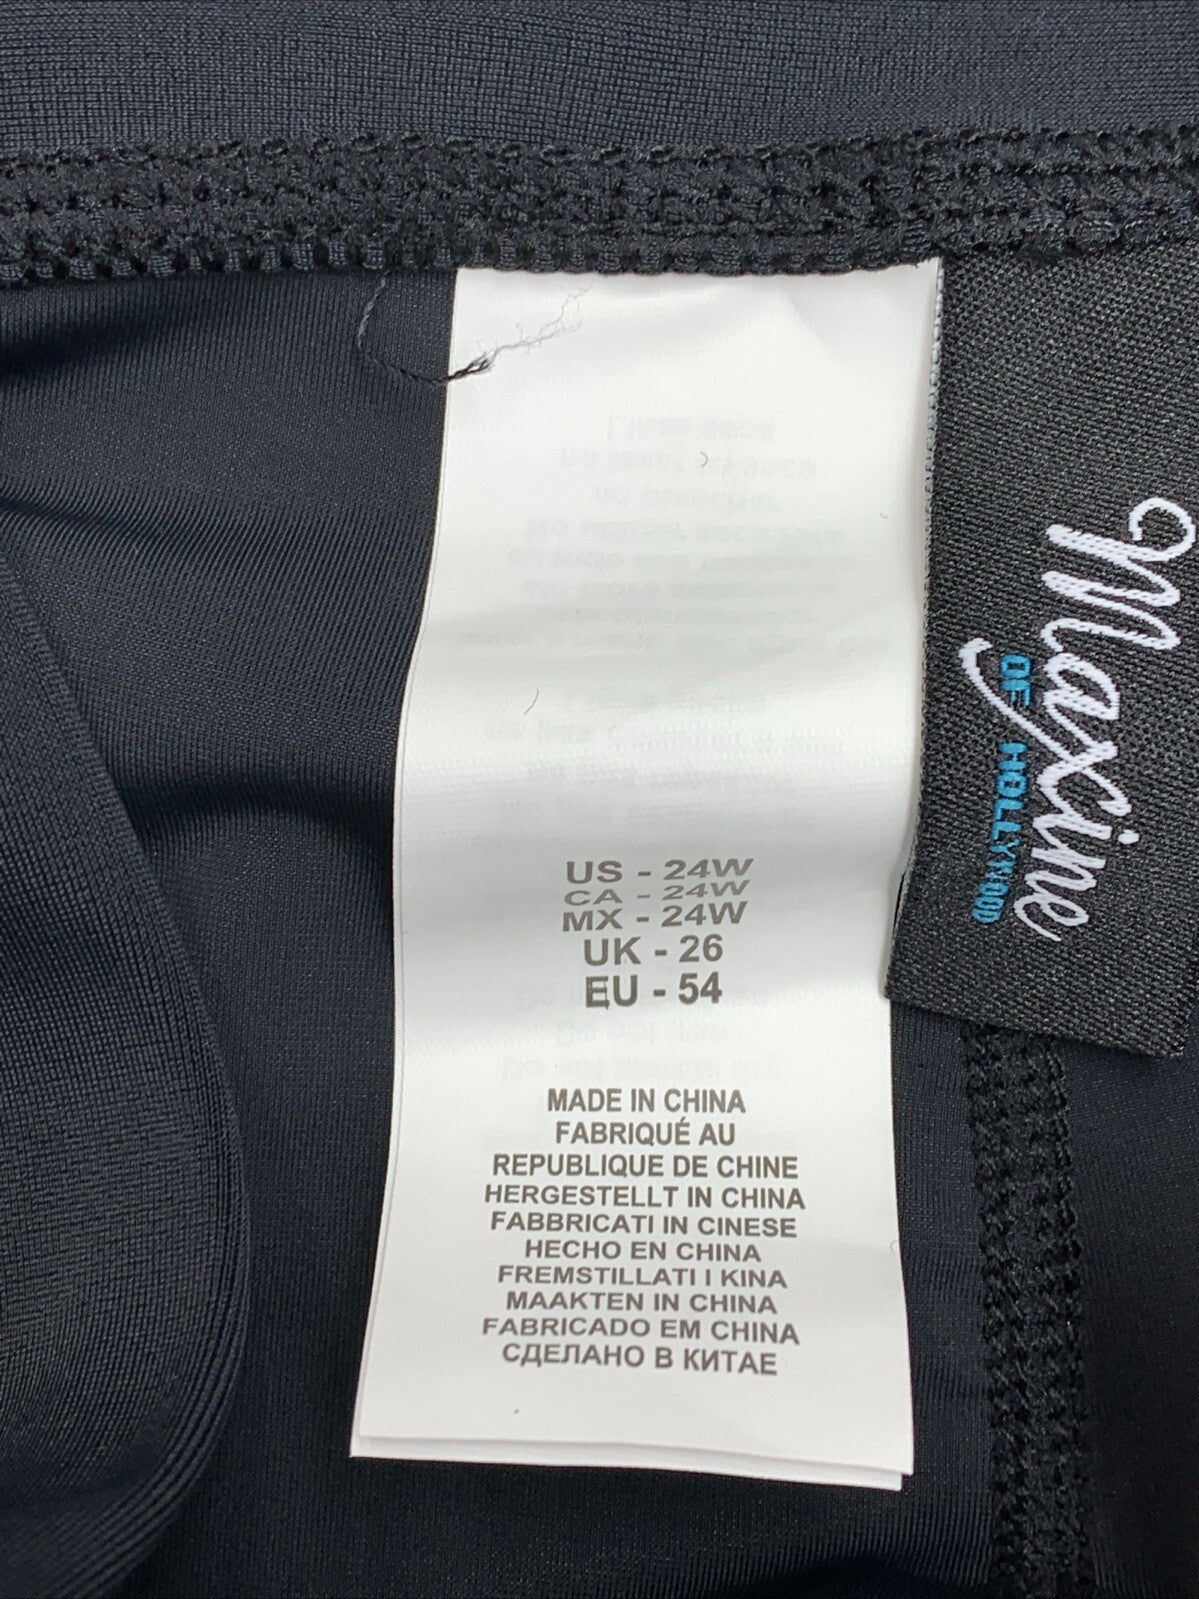 US - 24W
CA - 24W
MX - 24W
UK - 26
EU - 54
MADE IN CHINA
FABRIQUÉ AU
REPUBLIQUE DE CHINE
HERGESTELLT IN CHINA
FABBRICATI IN CINESE
HECHO EN CHINA
FREMSTILLATI I KINA
MAAKTEN IN CHINA
FABRICADO EM CHINA
СДЕЛАНО В КИТАЕ
Maxine
OF HOLLYWOOD